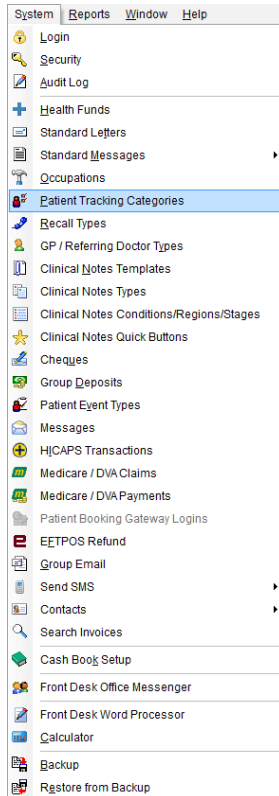 System Reports Window Help
Login
Security
Audit Log
Health Funds
Standard Letters
Standard Messages
Occupations
Patient Tracking Categories
Recall Types
GP / Referring Doctor Types
Clinical Notes Templates
Clinical Notes Types
Clinical Notes Conditions/Regions/Stages
Clinical Notes Quick Buttons
Cheques
Group Deposits
Patient Event Types
Messages
HICAPS Transactions
Medicare / DVA Claims
Medicare / DVA Payments
Patient Booking Gateway Logins
EFTPOS Refund
Group Email
Send SMS
Contacts
Search Invoices
Cash Book Setup
Front Desk Office Messenger
Front Desk Word Processor
Calculator
Backup
Restore from Backup